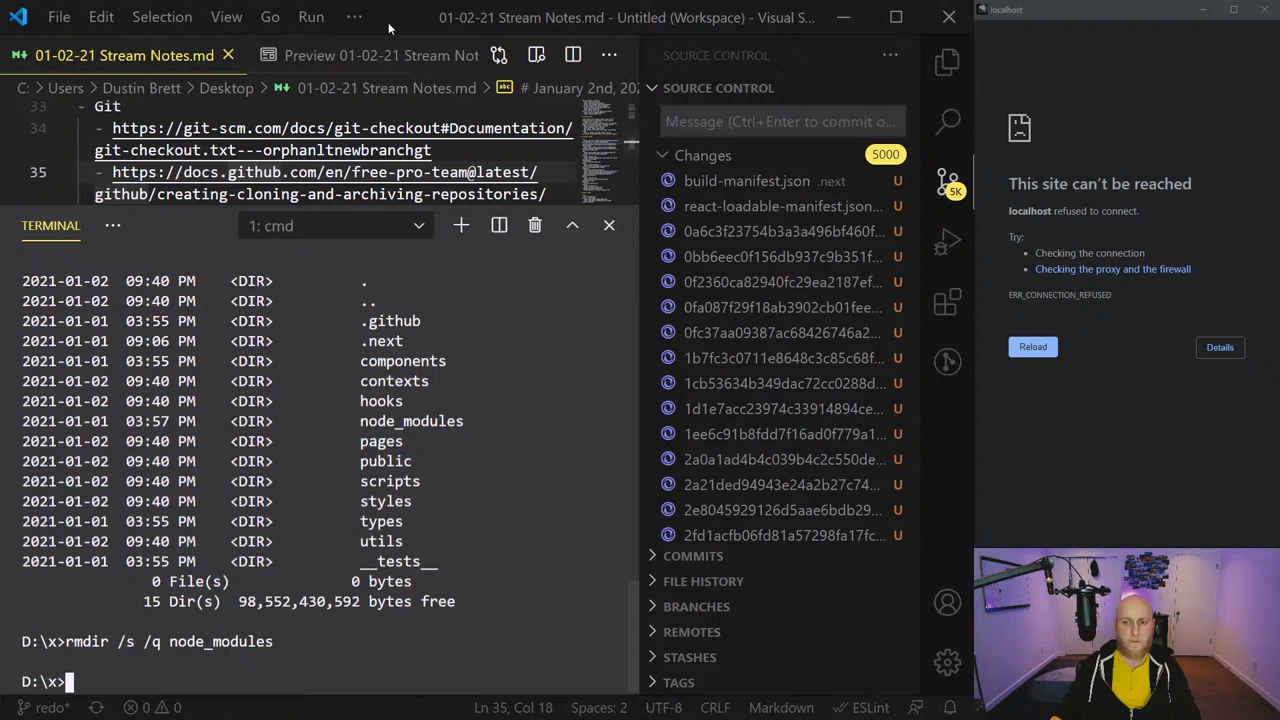 File Edit Selection View Go Run ··· 01-02-21 Stream Notes.md - Untitled (Workspace) - Visual S...
01-02-21 Stream Notes.md Preview 01-02-21 Stream Not
C: > Users > Dustin Brett > Desktop > 01-02-21 Stream Notes.md > # January 2nd, 202
33 - Git
34 - https://git-scm.com/docs/git-checkout#Documentation/
git-checkout.txt---orphanltnewbranchgt
35 - https://docs.github.com/en/free-pro-team@latest/
github/creating-cloning-and-archiving-repositories/
TERMINAL ··· 1: cmd
2021-01-02 09:40 PM <DIR> .
2021-01-02 09:40 PM <DIR> ..
2021-01-01 03:55 PM <DIR> .github
2021-01-02 09:06 PM <DIR> .next
2021-01-01 03:55 PM <DIR> components
2021-01-02 09:40 PM <DIR> contexts
2021-01-02 09:40 PM <DIR> hooks
2021-01-01 03:57 PM <DIR> node_modules
2021-01-02 09:40 PM <DIR> pages
2021-01-02 09:40 PM <DIR> public
2021-01-02 09:40 PM <DIR> scripts
2021-01-02 09:40 PM <DIR> styles
2021-01-01 03:55 PM <DIR> types
2021-01-02 09:40 PM <DIR> utils
2021-01-01 03:55 PM <DIR> __tests__
0 File(s) 0 bytes
15 Dir(s) 98,552,430,592 bytes free
D:\x>rmdir /s /q node_modules
D:\x>
SOURCE CONTROL
SOURCE CONTROL
Message (Ctrl+Enter to commit o...
Changes 5000
build-manifest.json .next U
react-loadable-manifest.json... U
0a6c3f23754b3a3a496bf460f... U
0bb6eec0f156db937c9b351f... U
0f2360ca82940fc29ea2187ef... U
0fa087f29f18ab3902cb01fee... U
0fc37aa09387ac68426746a2... U
1b7fc3c0711e8648c3c85c68f... U
1cb53634b349dac72cc0288d... U
1d1e7acc23974c33914894ce... U
1ee6c91b8fdd7f16ad0f779a1... U
2a0a1ad4b4c039b4c2c550de... U
2a21ded94943e24a2b27c74... U
2e8045929126d5aae6bdb29... U
2fd1acfb06fd81a57298fa17fc... U
COMMITS
FILE HISTORY
BRANCHES
REMOTES
STASHES
TAGS
5K
redo* 0 0 Ln 35, Col 18 Spaces: 2 UTF-8 CRLF Markdown ESLint
localhost
This site can't be reached
localhost refused to connect.
Try:
• Checking the connection
• Checking the proxy and the firewall
ERR_CONNECTION_REFUSED
Reload Details